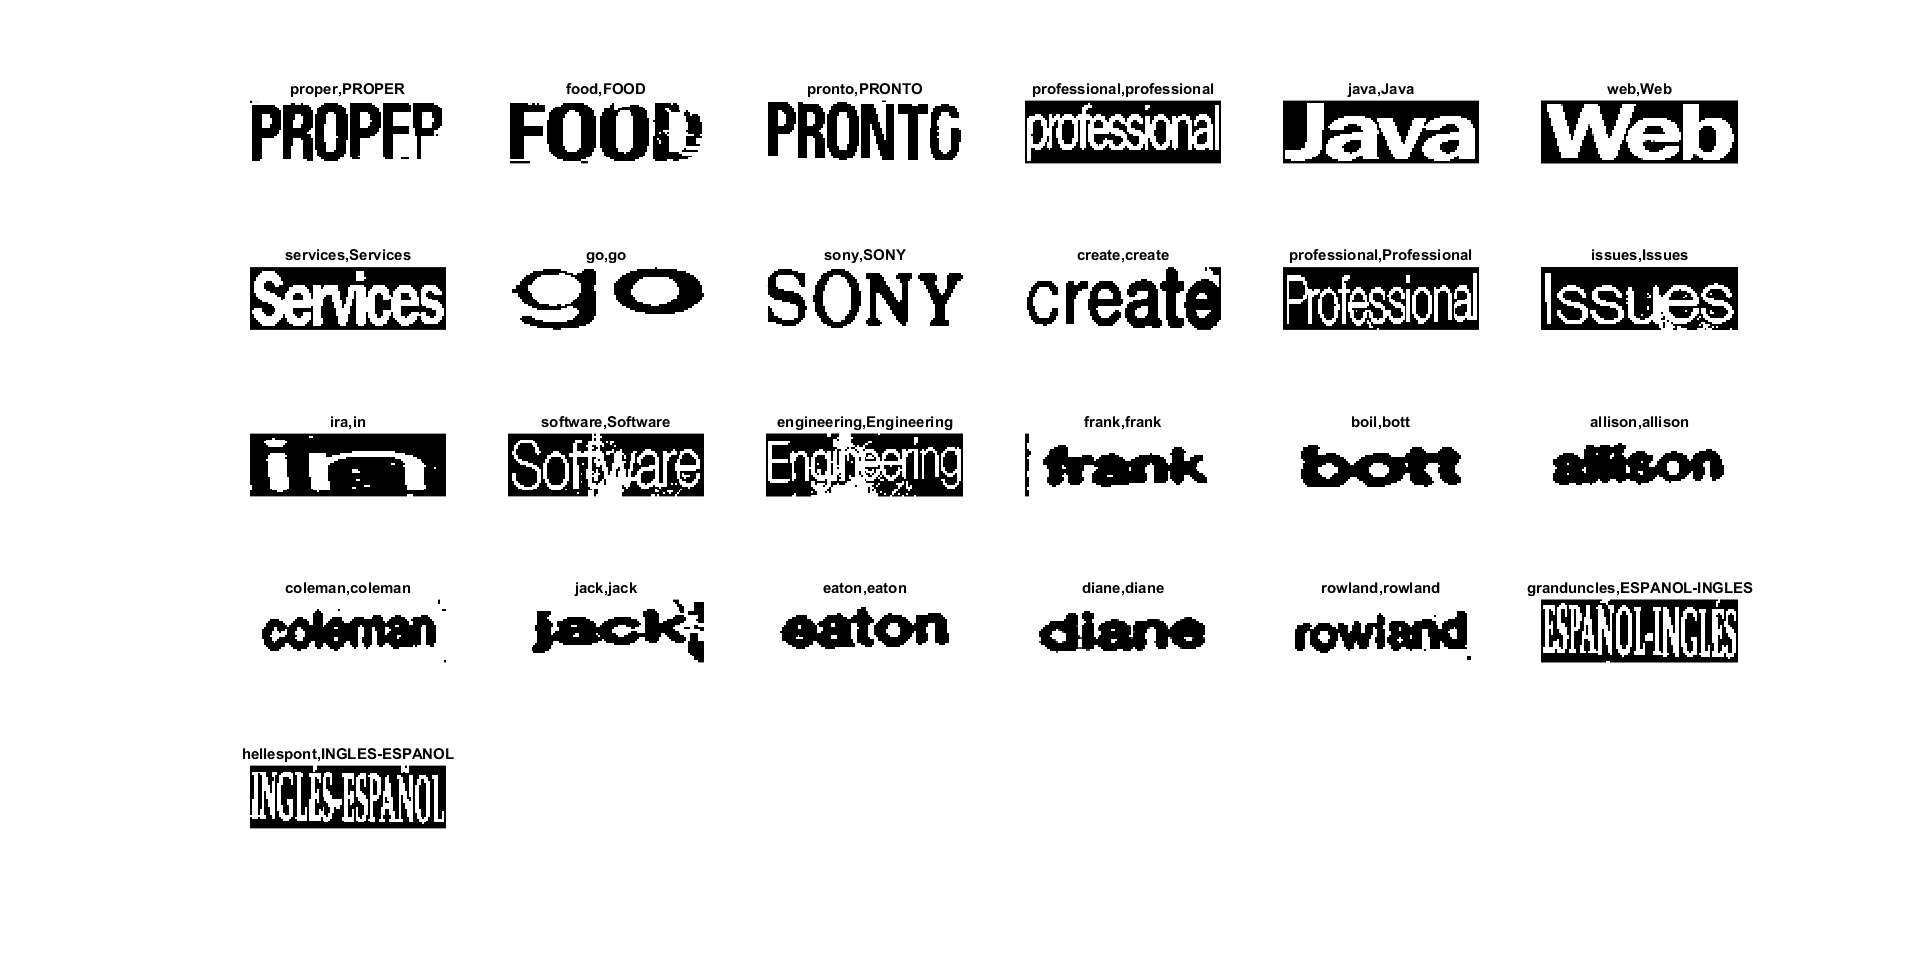 proper,PROPER food,FOOD pronto,PRONTO professional,professional java,Java web,Web
PROPER FOOD PRONTO professional Java Web
services,Services go,go sony,SONY create,create professional,Professional issues,Issues
Services go SONY create Professional Issues
ira,in software,Software engineering,Engineering frank,frank boil,bott allison,allison
in Software Engineering frank bott allison
coleman,coleman jack,jack eaton,eaton diane,diane rowland,rowland granduncles,ESPANOL-INGLES
coleman jack eaton diane rowland ESPAÑOL-INGLÉS
hellespont,INGLES-ESPANOL
INGLÉS-ESPAÑOL